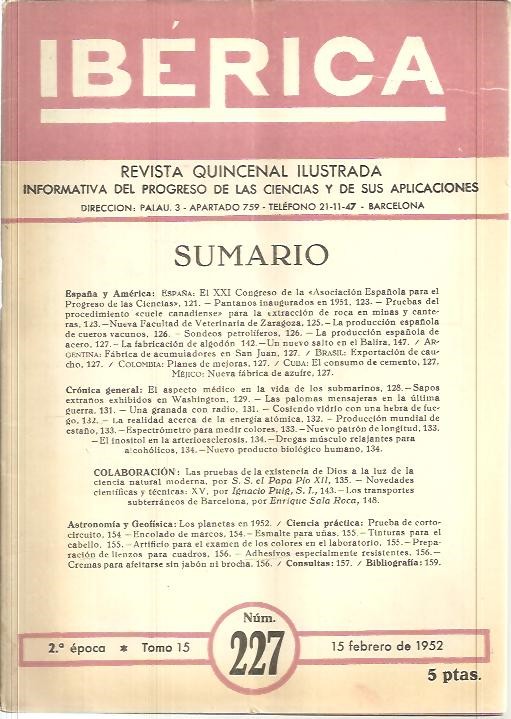 IBÉRICA
REVISTA QUINCENAL ILUSTRADA
INFORMATIVA DEL PROGRESO DE LAS CIENCIAS Y DE SUS APLICACIONES
DIRECCION: PALAU. 3 - APARTADO 759 - TELÉFONO 21-11-47 - BARCELONA
SUMARIO
España y América: ESPAÑA: El XXI Congreso de la «Asociación Española para el
Progreso de las Ciencias», 121. — Pantanos inaugurados en 1951, 123. — Pruebas del
procedimiento «cuele canadiense» para la extracción de roca en minas y cante-
ras, 123.—Nueva Facultad de Veterinaria de Zaragoza, 125.—La producción española
de cueros vacunos, 126. - Sondeos petrolíferos, 126. —La producción española de
acero, 127.—La fabricación de algodón 142.—Un nuevo salto en el Balira, 147. / AR-
GENTINA: Fábrica de acumuladores en San Juan, 127. / BRASIL: Exportación de cau-
cho, 127. / COLOMBIA: Planes de mejoras, 127. / CUBA: El consumo de cemento, 127.
MÉJICO: Nueva fábrica de azufre, 127.
Crónica general: El aspecto médico en la vida de los submarinos, 128.—Sapos
extraños exhibidos en Washington, 129. — Las palomas mensajeras en la última
guerra, 131. — Una granada con radio, 131. — Cosiendo vidrio con una hebra de fue-
go, 132. — La realidad acerca de la energía atómica, 132. — Producción mundial de
estaño, 133.—Espectrómetro para medir colores, 133.—Nuevo patrón de longitud, 133.
—El inositol en la arterioesclerosis, 134.—Drogas músculo relajantes para
alcohólicos, 134.—Nuevo producto biológico humano, 134.
COLABORACIÓN: Las pruebas de la existencia de Dios a la luz de la
ciencia natural moderna, por S. S. el Papa Pío XII, 135. — Novedades
científicas y técnicas: XV, por Ignacio Puig, S. I., 143.—Los transportes
subterráneos de Barcelona, por Enrique Sala Roca, 148.
Astronomía y Geofísica: Los planetas en 1952. / Ciencia práctica: Prueba de corto-
circuito, 154 — Encolado de marcos, 154.—Esmalte para uñas, 155.—Tinturas para el
cabello, 155.—Artificio para el examen de los colores en el laboratorio, 155.—Prepa-
ración de lienzos para cuadros, 156. — Adhesivos especialmente resistentes, 156.—
Cremas para afeitarse sin jabón ni brocha, 156. / Consultas: 157. / Bibliografía: 159.
Núm.
2.ª época * Tomo 15
227
15 febrero de 1952
5 ptas.